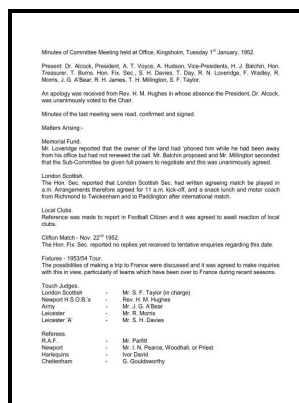 Minutes of Committee Meeting held at Office, Kingsholm, Tuesday 1st January, 1952.
Present: Dr. Alcock, President, A. T. Voyce, A. Hudson, Vice-Presidents, H. J. Balchin, Hon.
Treasurer, T. Burns. Hon. Fix. Sec., S. H. Davies, T. Day, R. N. Loveridge, F. Wadley, R.
Morris, J. G. A'Bear, R. H. James, T. H. Millington, S. F. Taylor.
An apology was received from Rev. H. M. Hughes in whose absence the President, Dr. Alcock,
was unanimously voted to the Chair.
Minutes of the last meeting were read, confirmed and signed.
Matters Arising:-
Memorial Fund.
Mr. Loveridge reported that the owner of the land had 'phoned him while he had been away
from his office but had not renewed the call. Mr. Balchin proposed and Mr. Millington seconded
that the Sub-Committee be given full powers to negotiate and this was unanimously agreed.
London Scottish.
The Hon. Sec. reported that London Scottish Sec. had written agreeing match be played in
a.m. Arrangements therefore agreed for 11 a.m. kick-off, and a snack lunch and motor coach
from Richmond to Twickenham and to Paddington after international match.
Local Clubs.
Reference was made to report in Football Citizen and it was agreed to await reaction of local
clubs.
Clifton Match - Nov. 22nd 1952.
The Hon. Fix. Sec. reported no replies yet received to tentative enquiries regarding this date.
Fixtures - 1953/54 Tour.
The possibilities of making a trip to France were discussed and it was agreed to make inquiries
with this in view, particularly of teams which have been over to France during recent seasons.
Touch Judges.
London Scottish - Mr. S. F. Taylor (in charge)
Newport H.S.O.B.'s - Rev. H. M. Hughes
Army - Mr. J. G. A'Bear
Leicester - Mr. R. Morris
Leicester 'A' - Mr. S. H. Davies
Referees.
R.A.F. - Mr. Parfitt
Newport - Mr. I. N. Pearce, Woodhall, or Priest
Harlequins - Ivor David
Cheltenham - G. Gouldsworthy